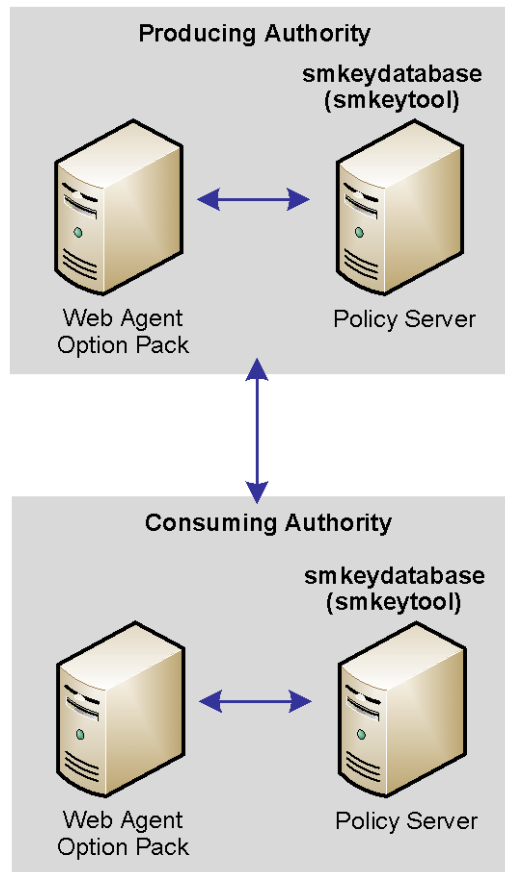 Producing Authority
smkeydatabase
(smkeytool)
Web Agent
Option Pack
Policy Server
Consuming Authority
smkeydatabase
(smkeytool)
Web Agent
Option Pack
Policy Server